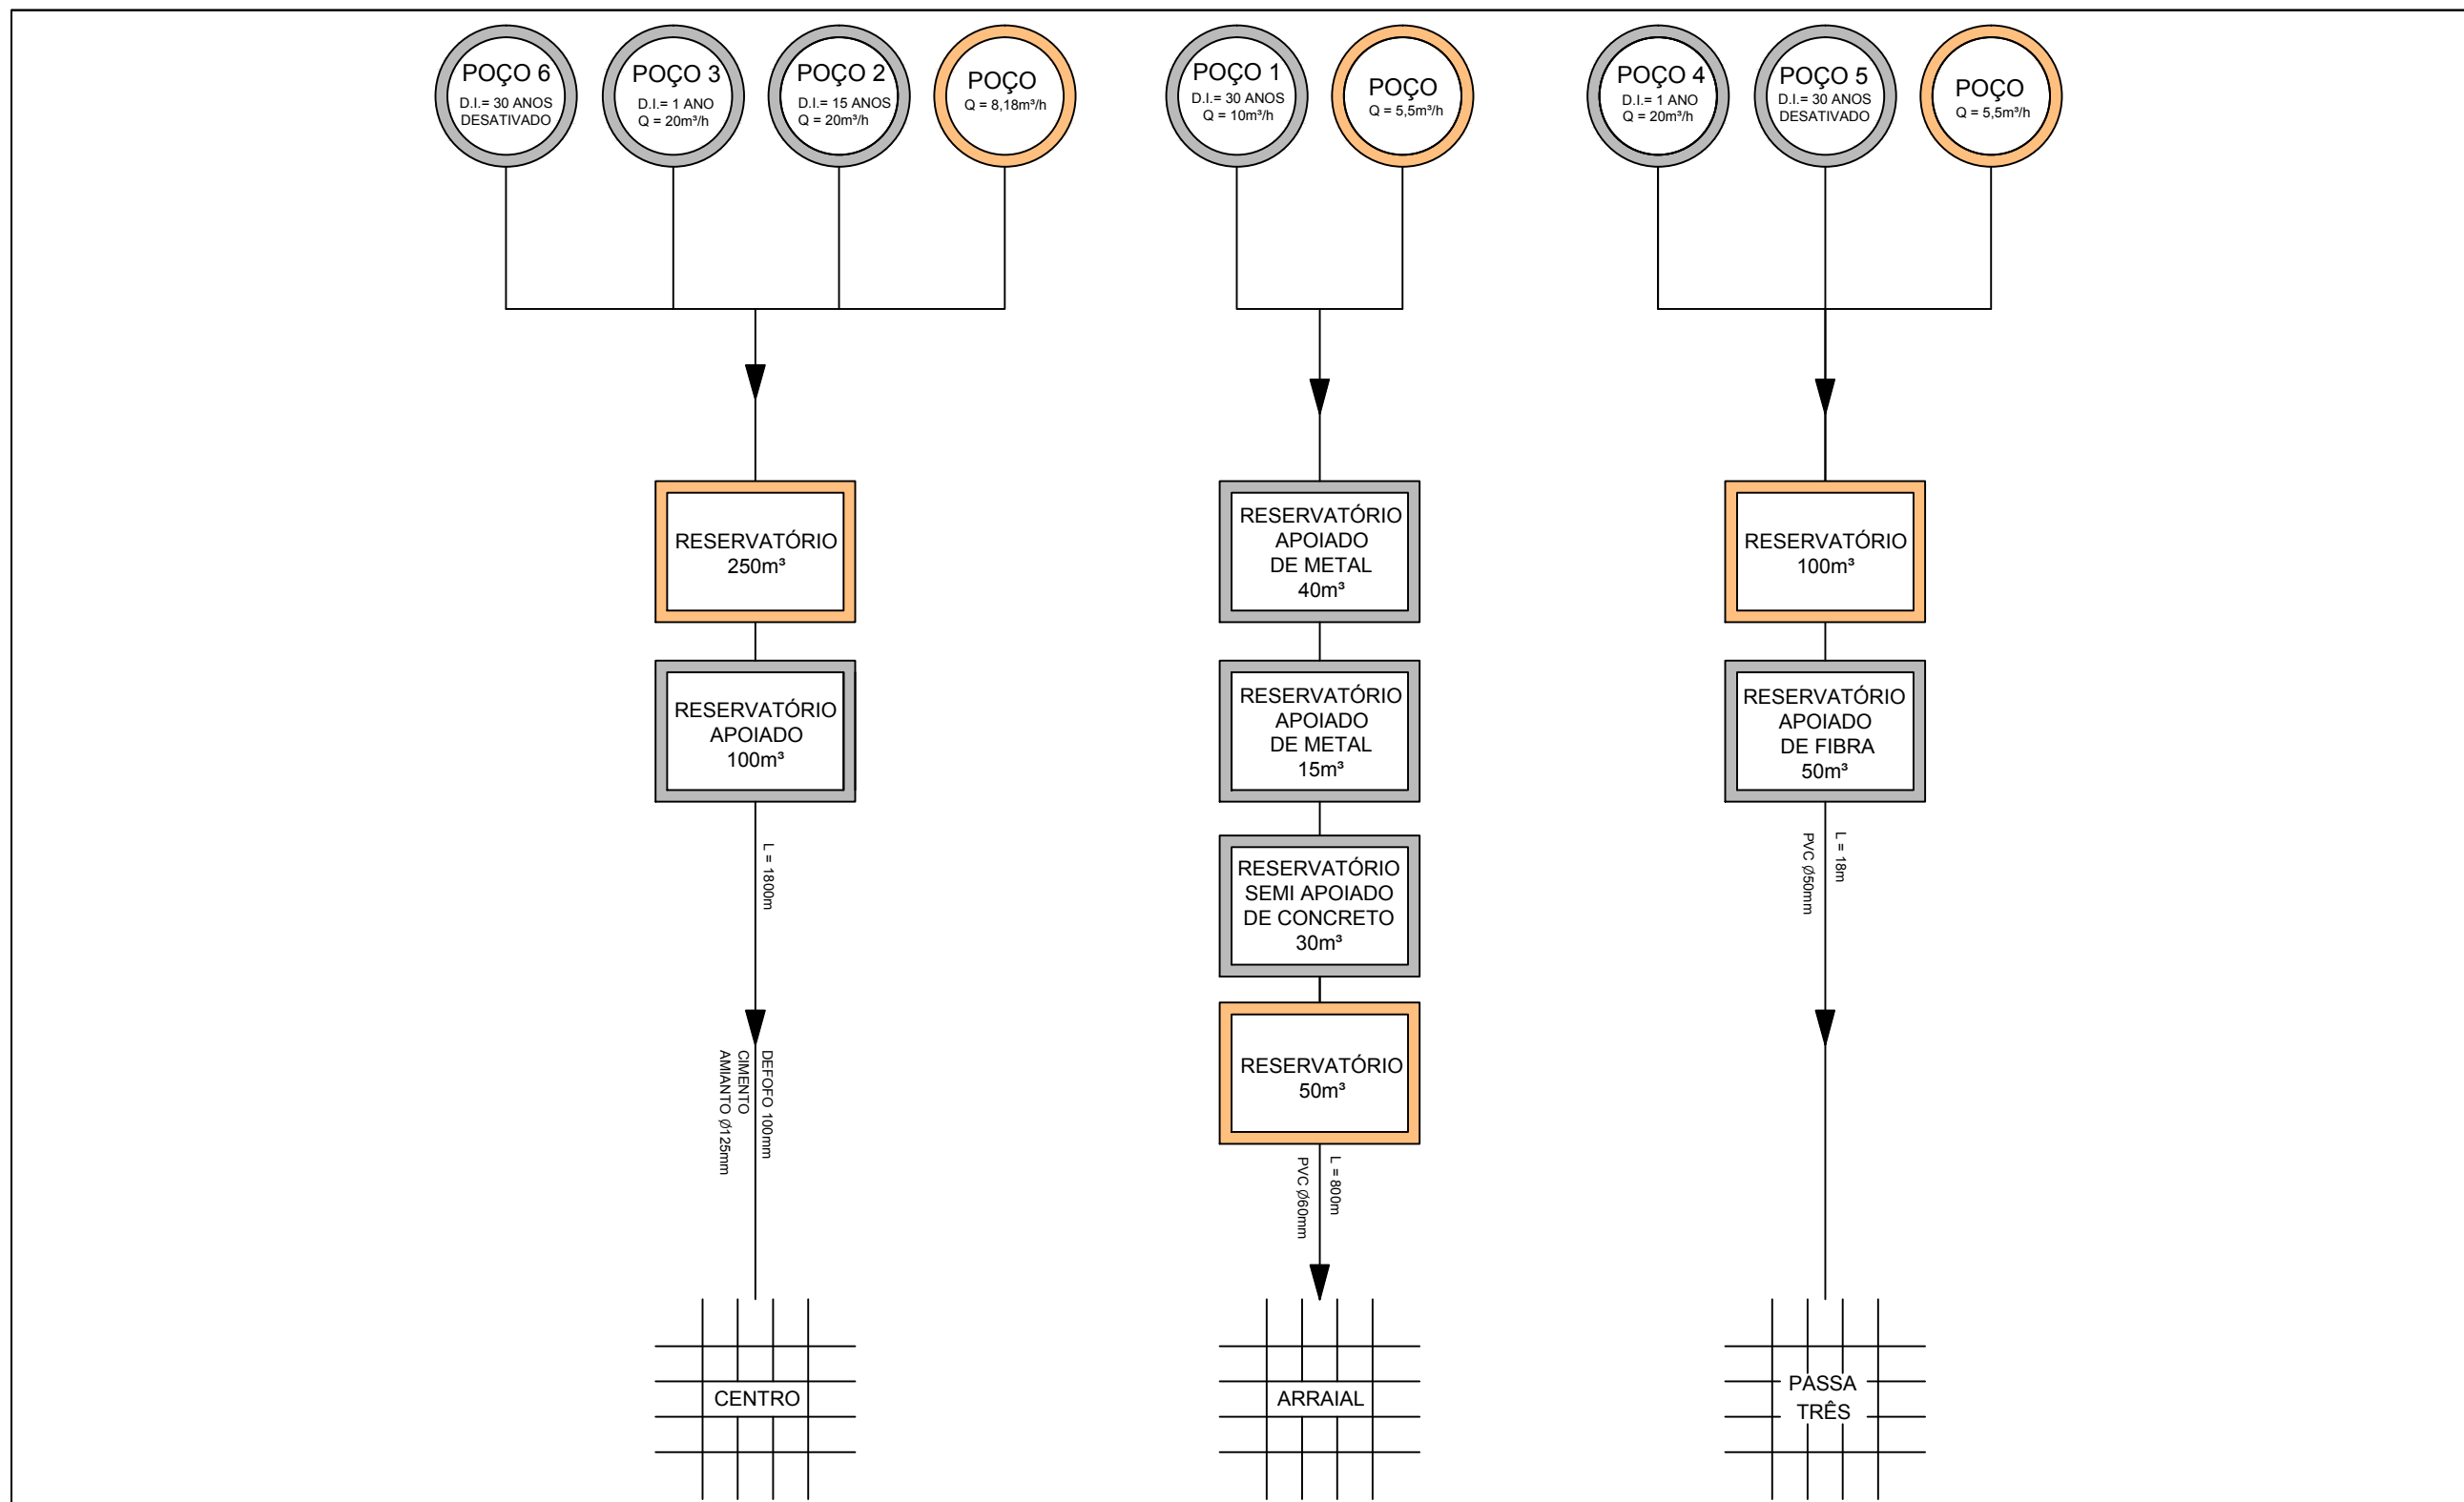 POÇO 6
D.I.= 30 ANOS
DESATIVADO
POÇO 3
D.I.= 1 ANO
Q = 20m³/h
POÇO 2
D.I.= 15 ANOS
Q = 20m³/h
POÇO
Q = 8,18m³/h
POÇO 1
D.I.= 30 ANOS
Q = 10m³/h
POÇO
Q = 5,5m³/h
POÇO 4
D.I.= 1 ANO
Q = 20m³/h
POÇO 5
D.I.= 30 ANOS
DESATIVADO
POÇO
Q = 5,5m³/h
RESERVATÓRIO
250m³
RESERVATÓRIO
APOIADO
100m³
L = 1800m
DEFOFO 100mm
CIMENTO
AMIANTO Ø125mm
CENTRO
RESERVATÓRIO
APOIADO
DE METAL
40m³
RESERVATÓRIO
APOIADO
DE METAL
15m³
RESERVATÓRIO
SEMI APOIADO
DE CONCRETO
30m³
RESERVATÓRIO
50m³
L = 800m
PVC Ø60mm
ARRAIAL
RESERVATÓRIO
100m³
RESERVATÓRIO
APOIADO
DE FIBRA
50m³
L = 18m
PVC Ø50mm
PASSA
TRÊS